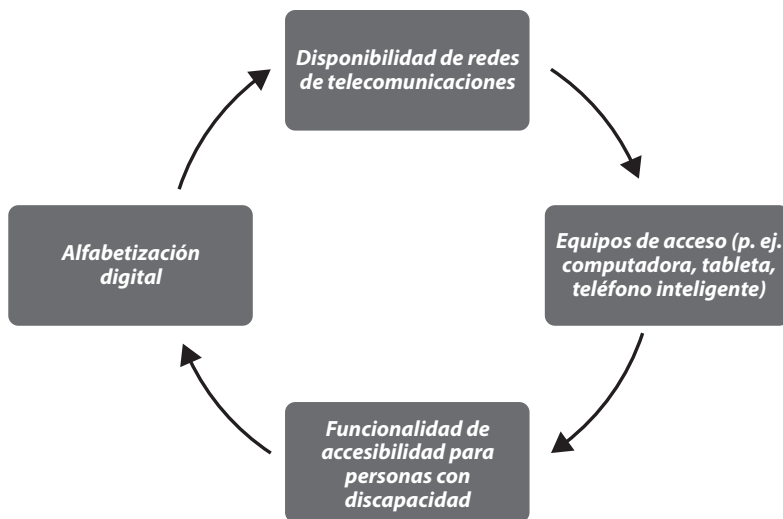 Disponibilidad de redes
de telecomunicaciones
Equipos de acceso (p. ej.
computadora, tableta,
teléfono inteligente)
Funcionalidad de
accesibilidad para
personas con
discapacidad
Alfabetización
digital